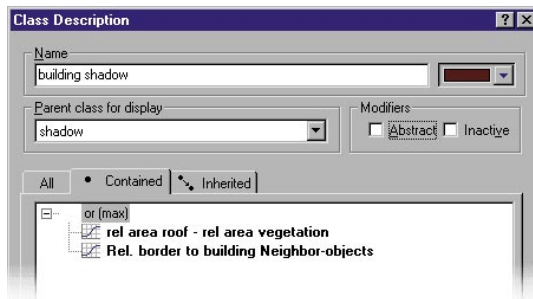 Class Description
Name
building shadow
Parent class for display
shadow
Modifiers
Abstract Inactive
All Contained Inherited
or (max)
rel area roof - rel area vegetation
Rel. border to building Neighbor-objects